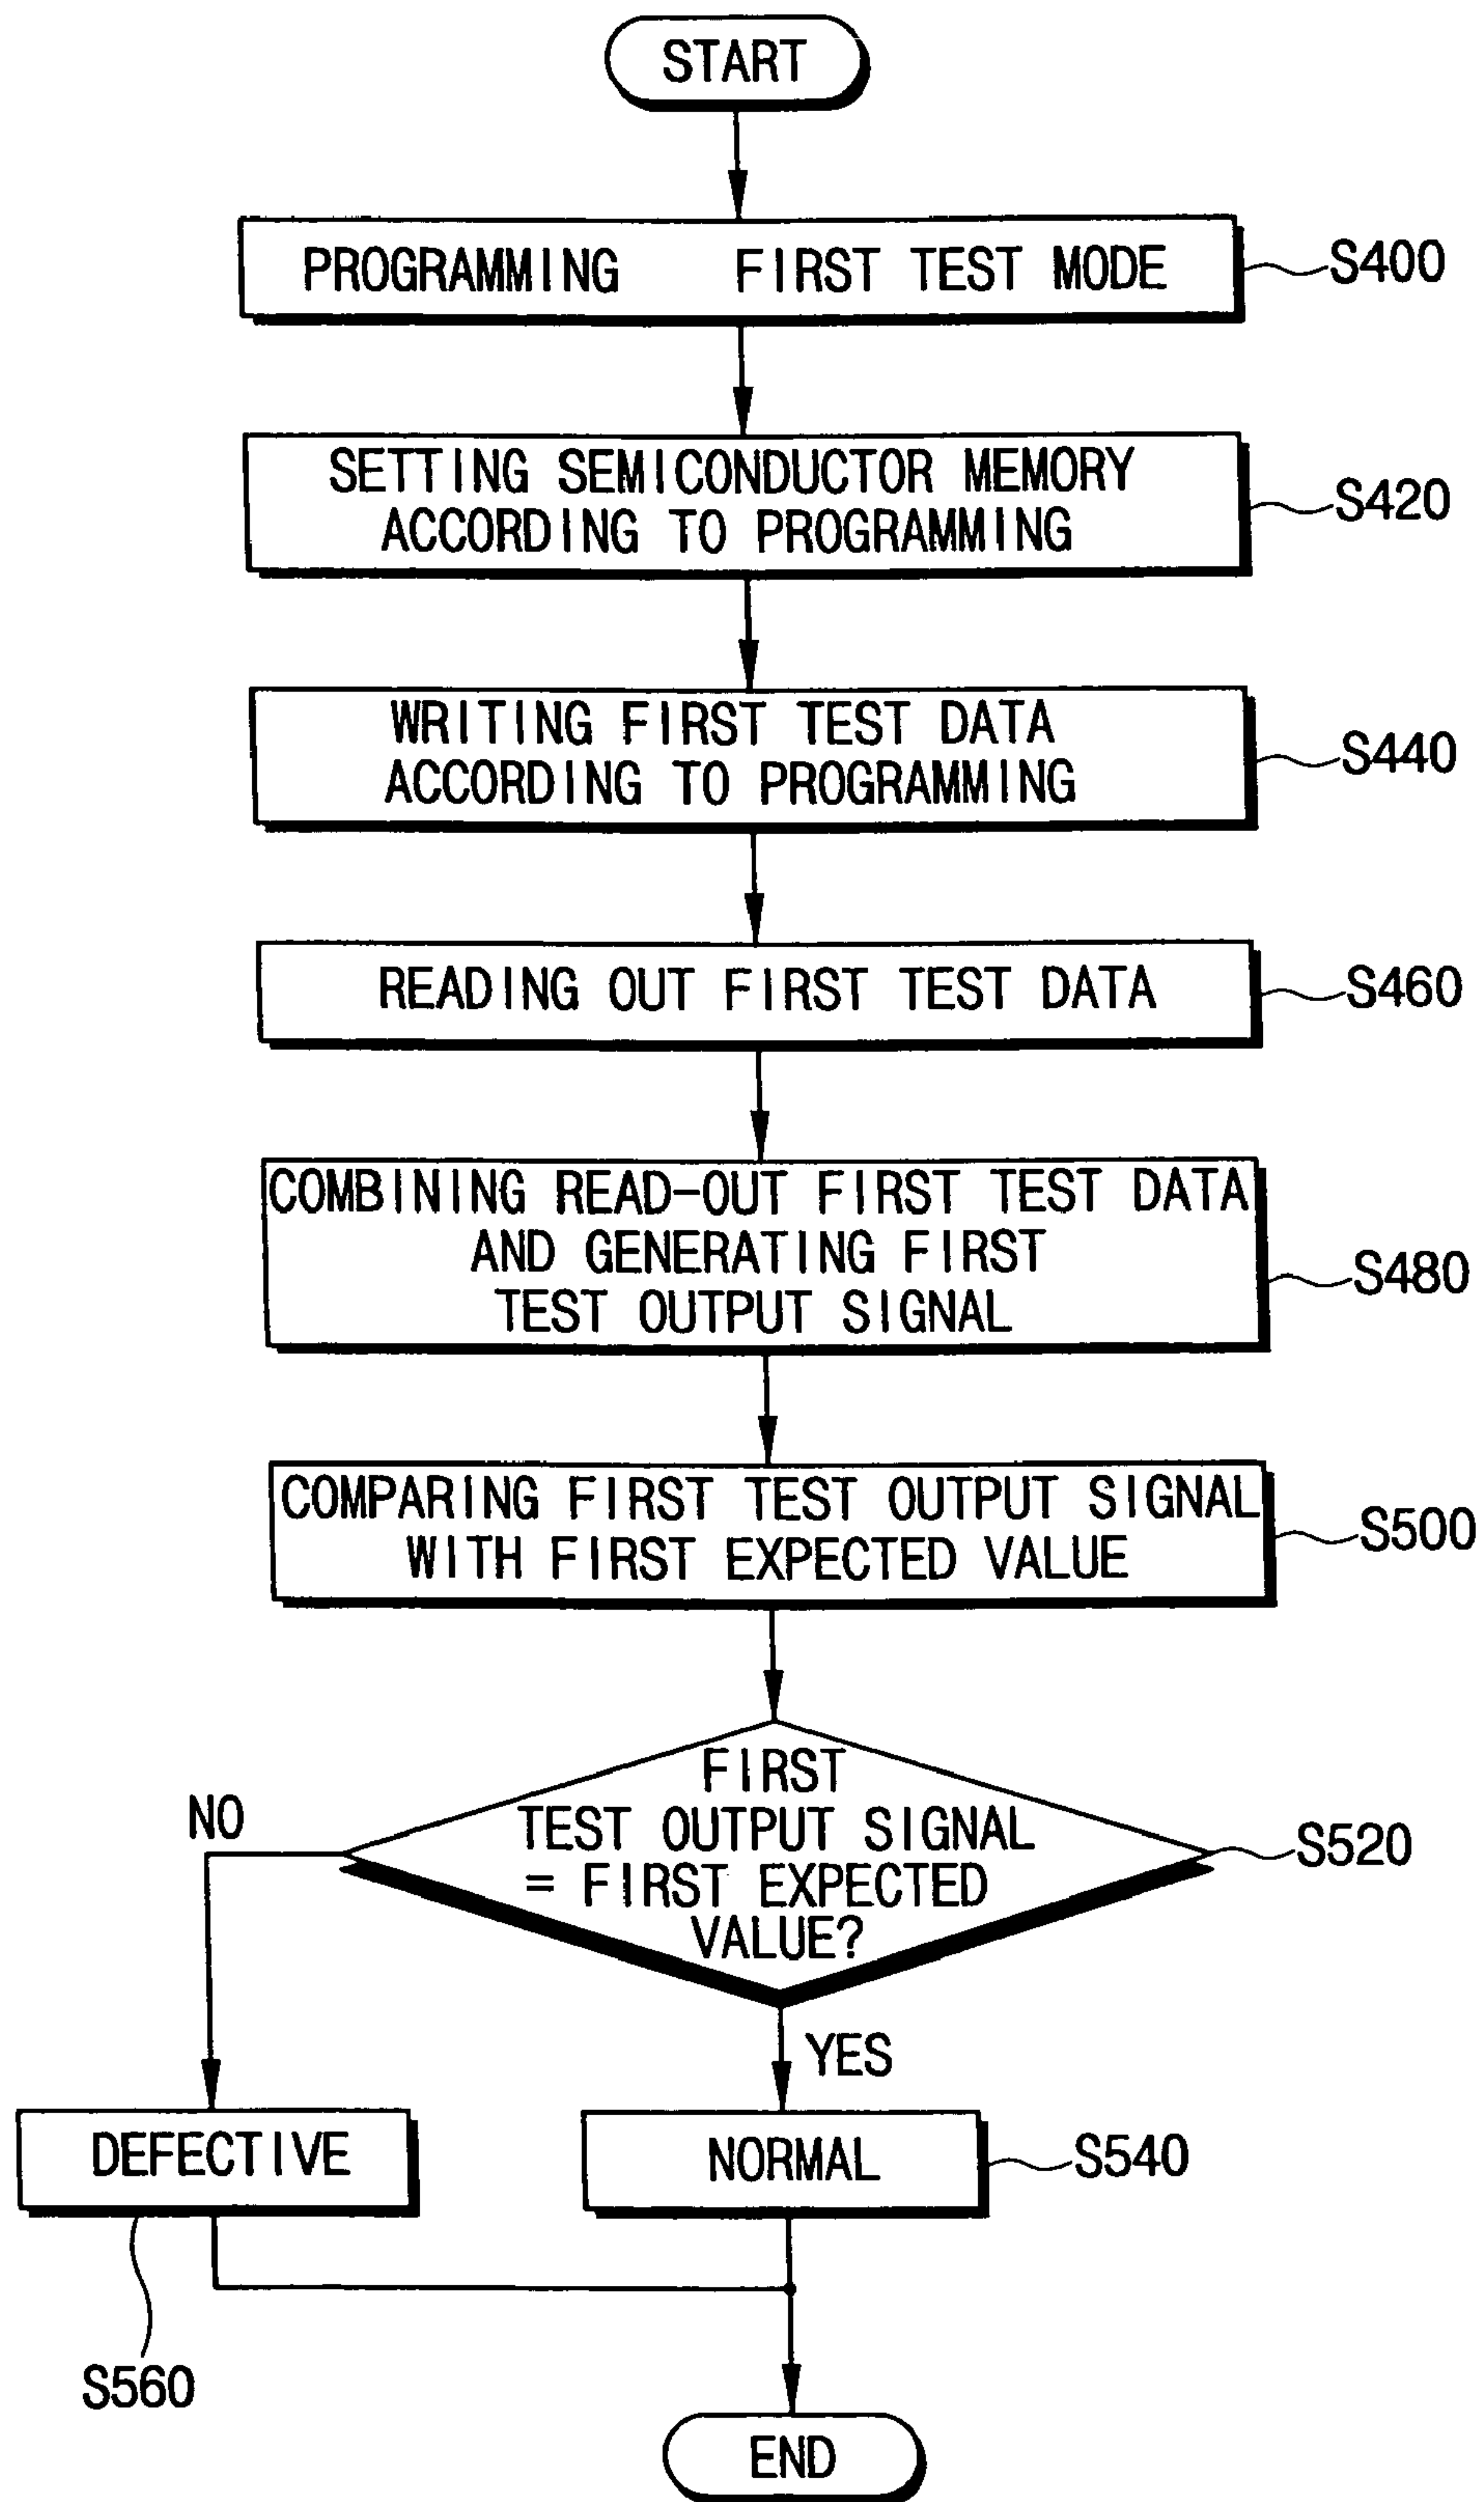 START
PROGRAMMING FIRST TEST MODE
S400
SETTING SEMICONDUCTOR MEMORY
ACCORDING TO PROGRAMMING
S420
WRITING FIRST TEST DATA
ACCORDING TO PROGRAMMING
S440
READING OUT FIRST TEST DATA
S460
COMBINING READ-OUT FIRST TEST DATA
AND GENERATING FIRST
TEST OUTPUT SIGNAL
S480
COMPARING FIRST TEST OUTPUT SIGNAL
WITH FIRST EXPECTED VALUE
S500
FIRST
TEST OUTPUT SIGNAL
= FIRST EXPECTED
VALUE?
S520
NO
YES
DEFECTIVE
NORMAL
S540
S560
END